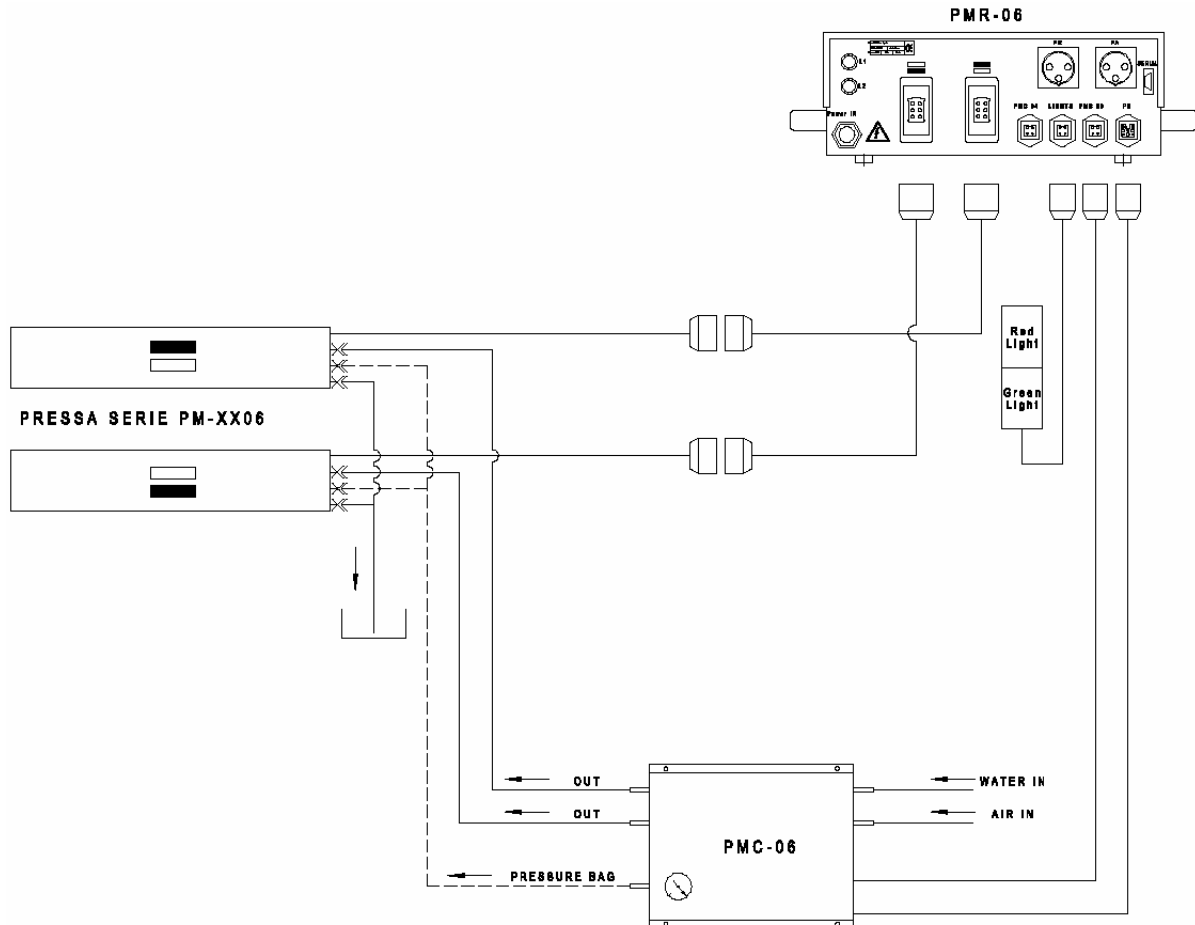 PMR-06
SERIAL
Power IN
LIGHTS
Red
Light
Green
Light
PRESSA SERIE PM-XX06
OUT
WATER IN
OUT
AIR IN
PMC-06
PRESSURE BAG